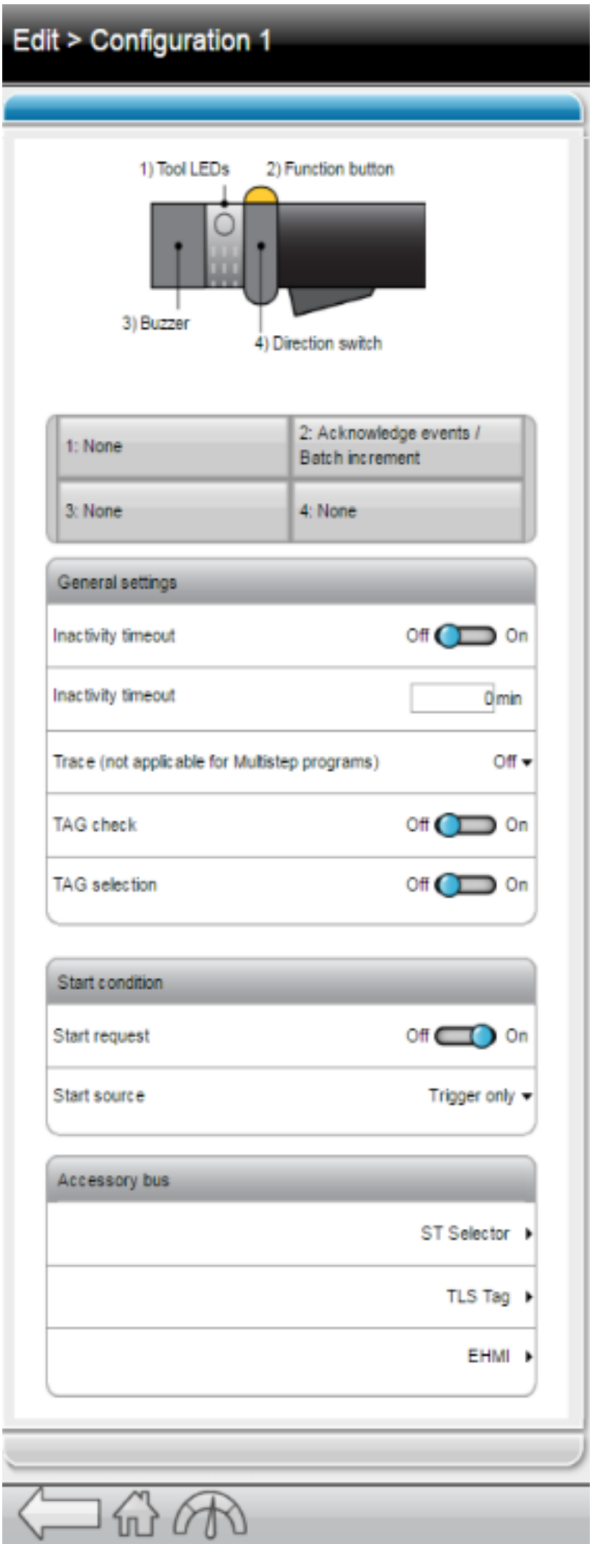 Edit > Configuration 1
1) Tool LEDs 2) Function button
3) Buzzer
4) Direction switch
1: None
2: Acknowledge events /
Batch increment
3: None
4: None
General settings
Inactivity timeout Off On
Inactivity timeout 0 min
Trace (not applicable for Multistep programs) Off
TAG check Off On
TAG selection Off On
Start condition
Start request Off On
Start source Trigger only
Accessory bus
ST Selector
TLS Tag
EHMI